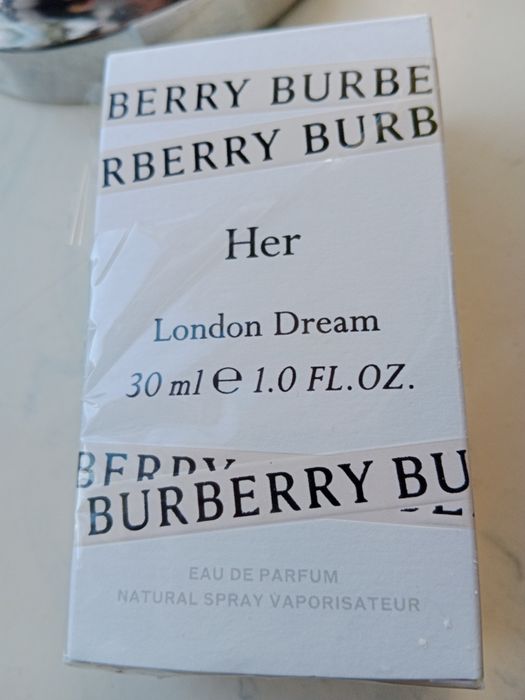 BERRY BURBE
RBERRY BURB
Her
London Dream
30 ml ℮ 1.0 FL.OZ.
BERRY
BURBERRY BU
EAU DE PARFUM
NATURAL SPRAY VAPORISATEUR